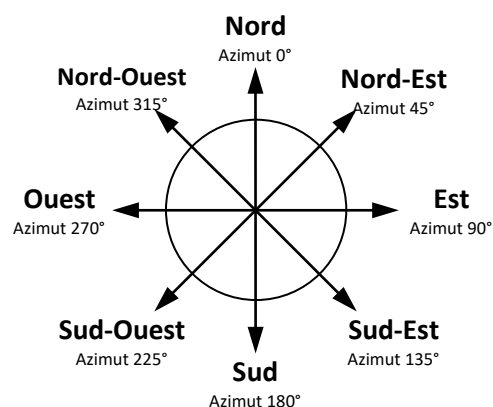 Nord
Azimut 0°
Nord-Ouest
Azimut 315°
Nord-Est
Azimut 45°
Ouest
Azimut 270°
Est
Azimut 90°
Sud-Ouest
Azimut 225°
Sud-Est
Azimut 135°
Sud
Azimut 180°